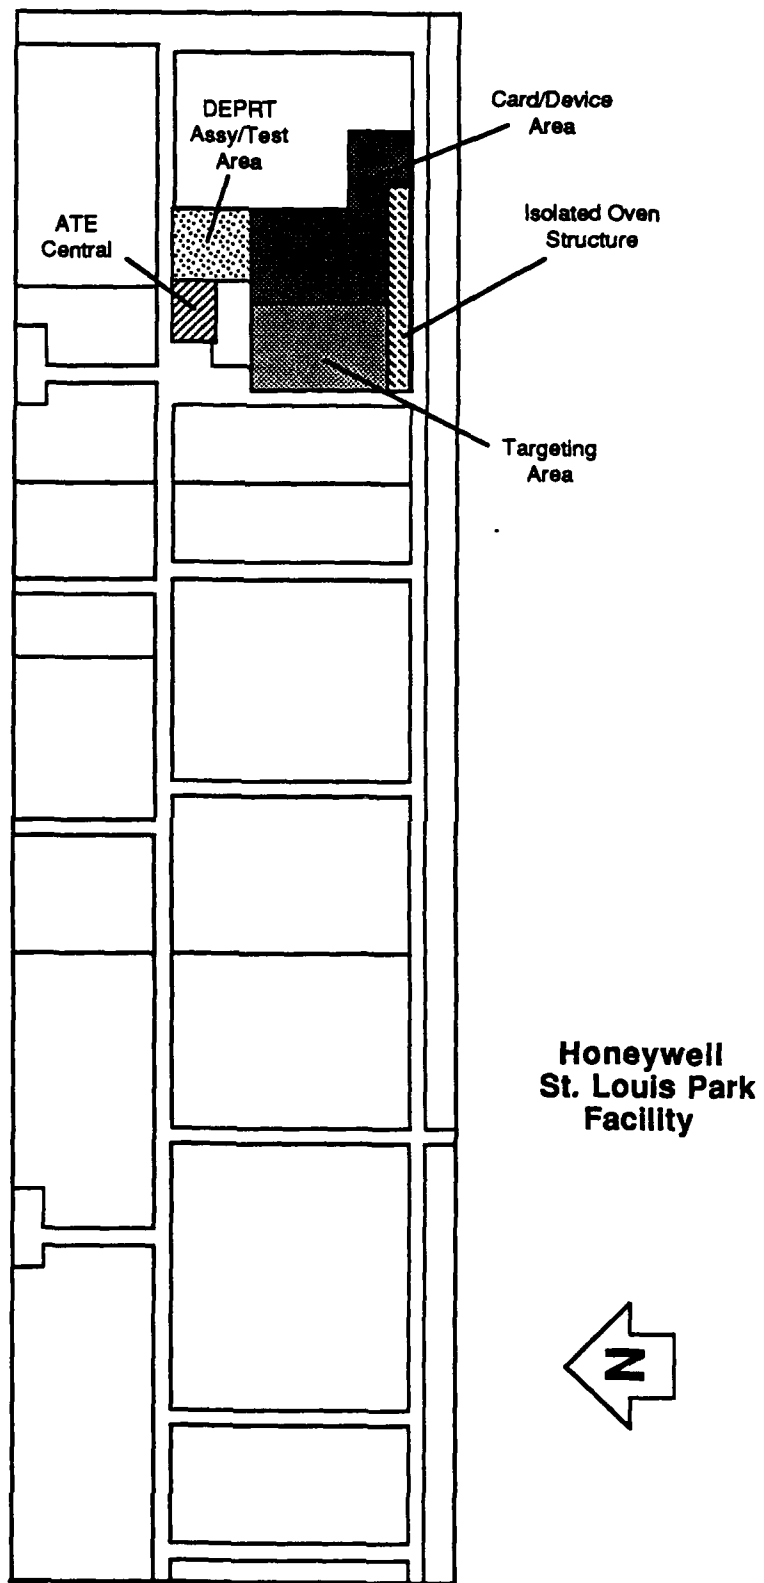 DEPRT
Assy/Test
Area
Card/Device
Area
ATE
Central
Isolated Oven
Structure
Targeting
Area
Honeywell
St. Louis Park
Facility
N